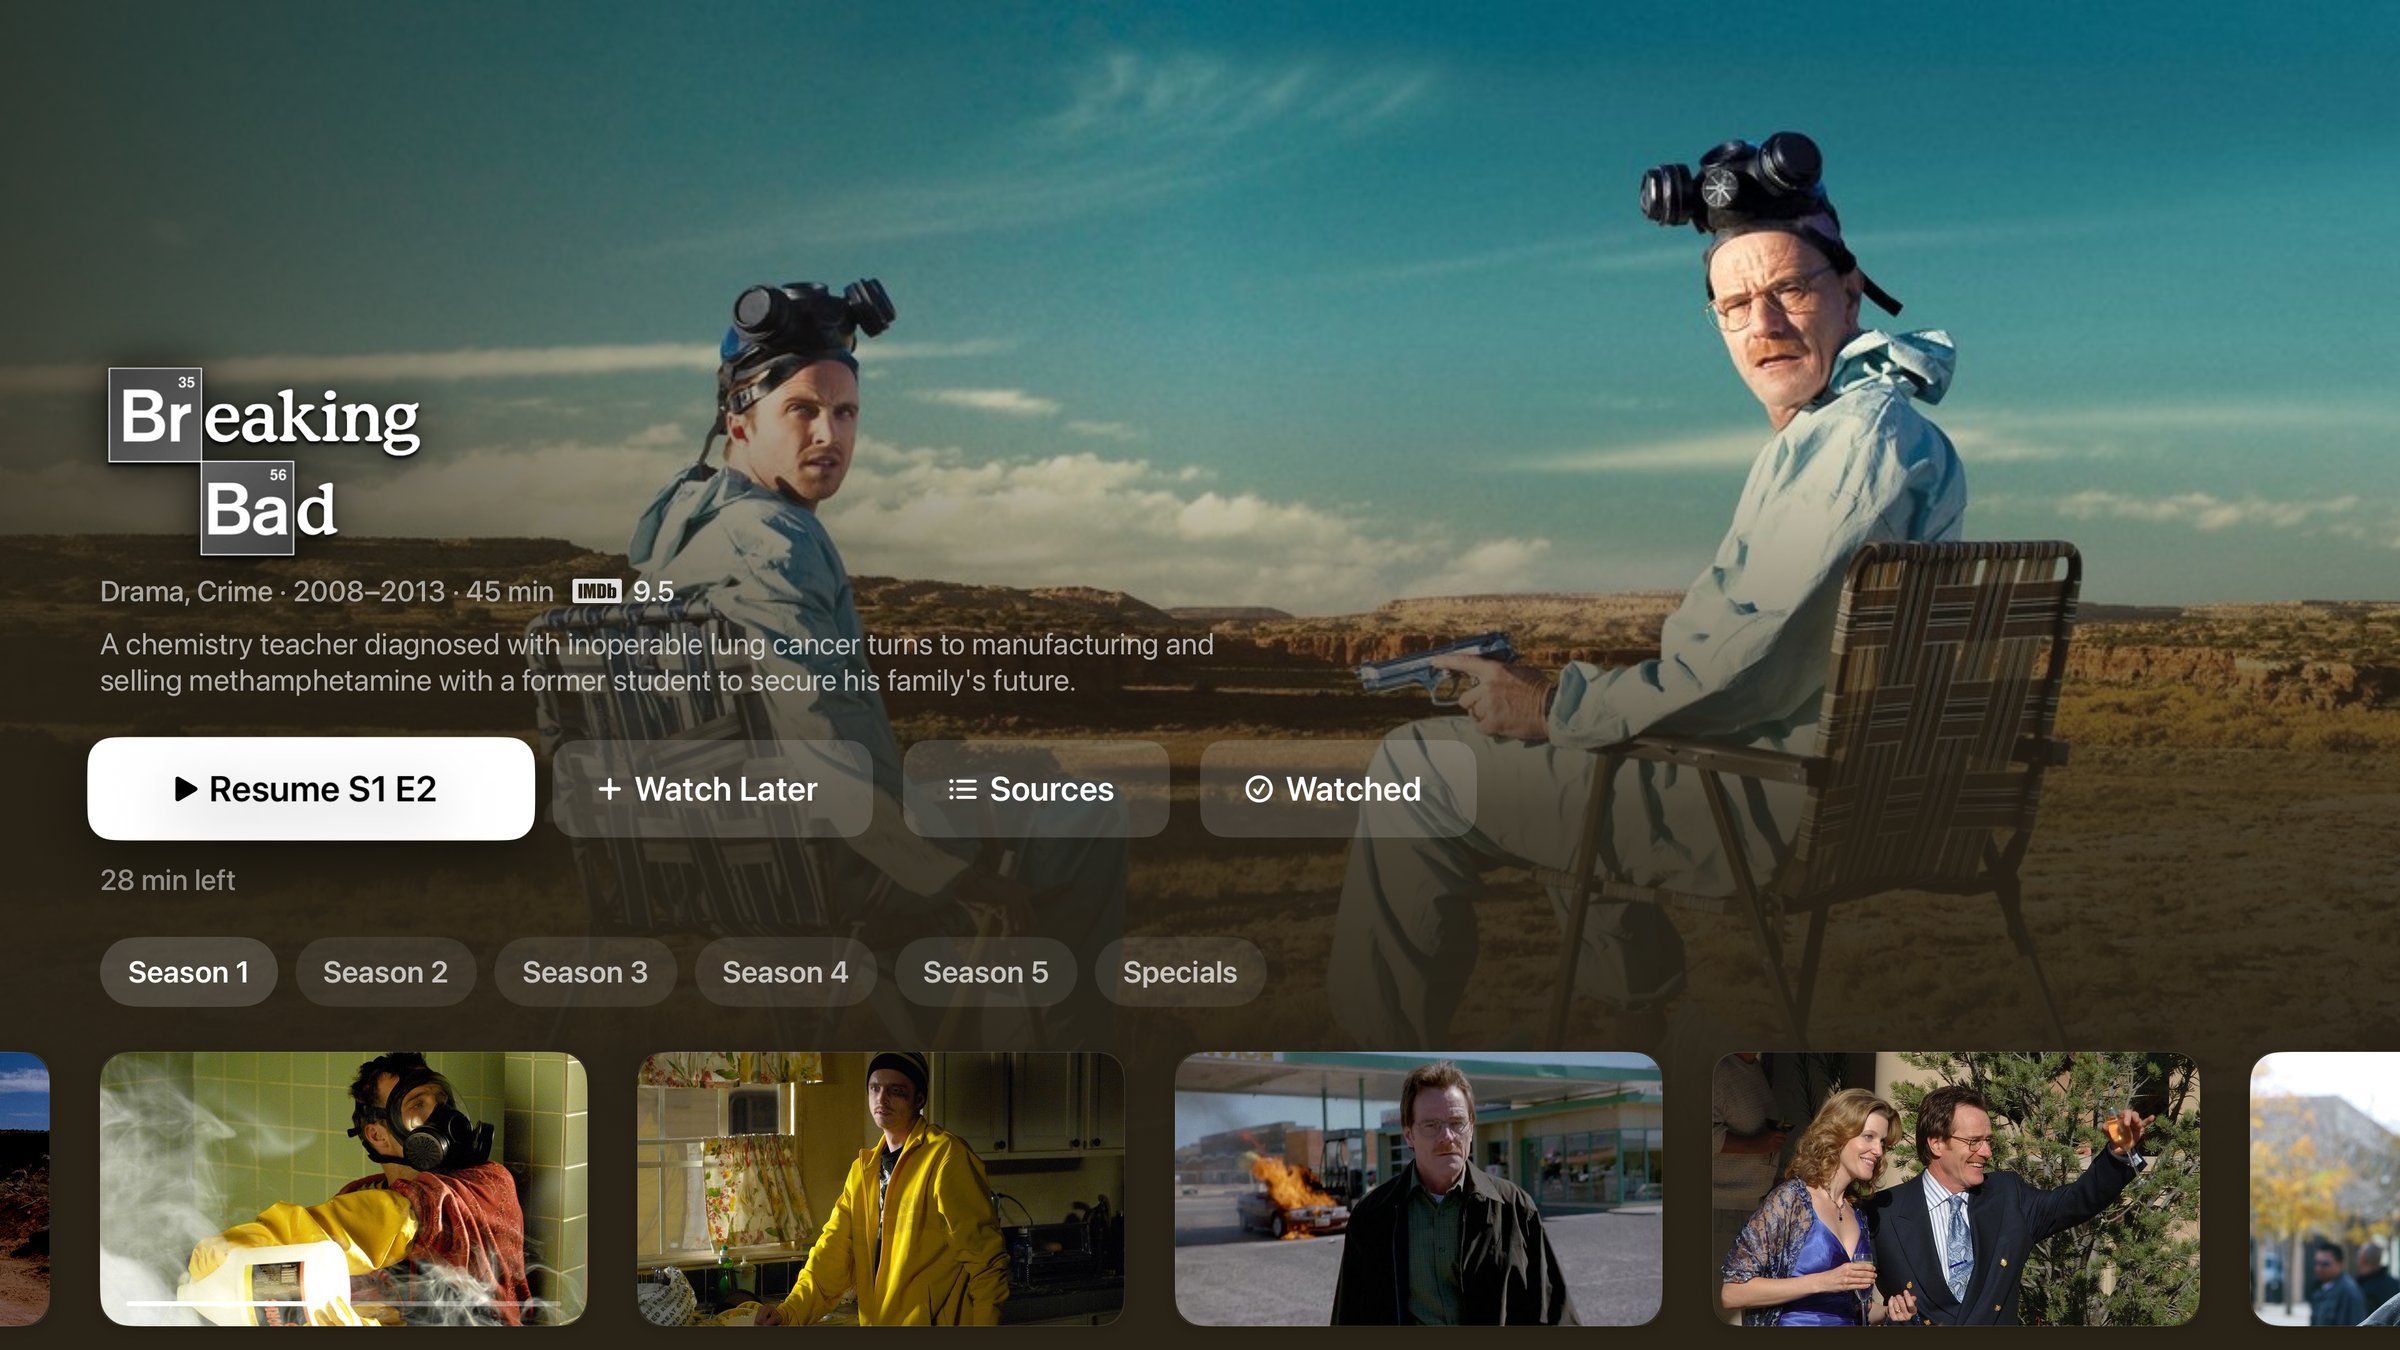 35
Breaking
56
Bad
Drama, Crime · 2008–2013 · 45 min IMDb 9.5
A chemistry teacher diagnosed with inoperable lung cancer turns to manufacturing and
selling methamphetamine with a former student to secure his family's future.
Resume S1 E2
Watch Later
Sources
Watched
28 min left
Season 1
Season 2
Season 3
Season 4
Season 5
Specials